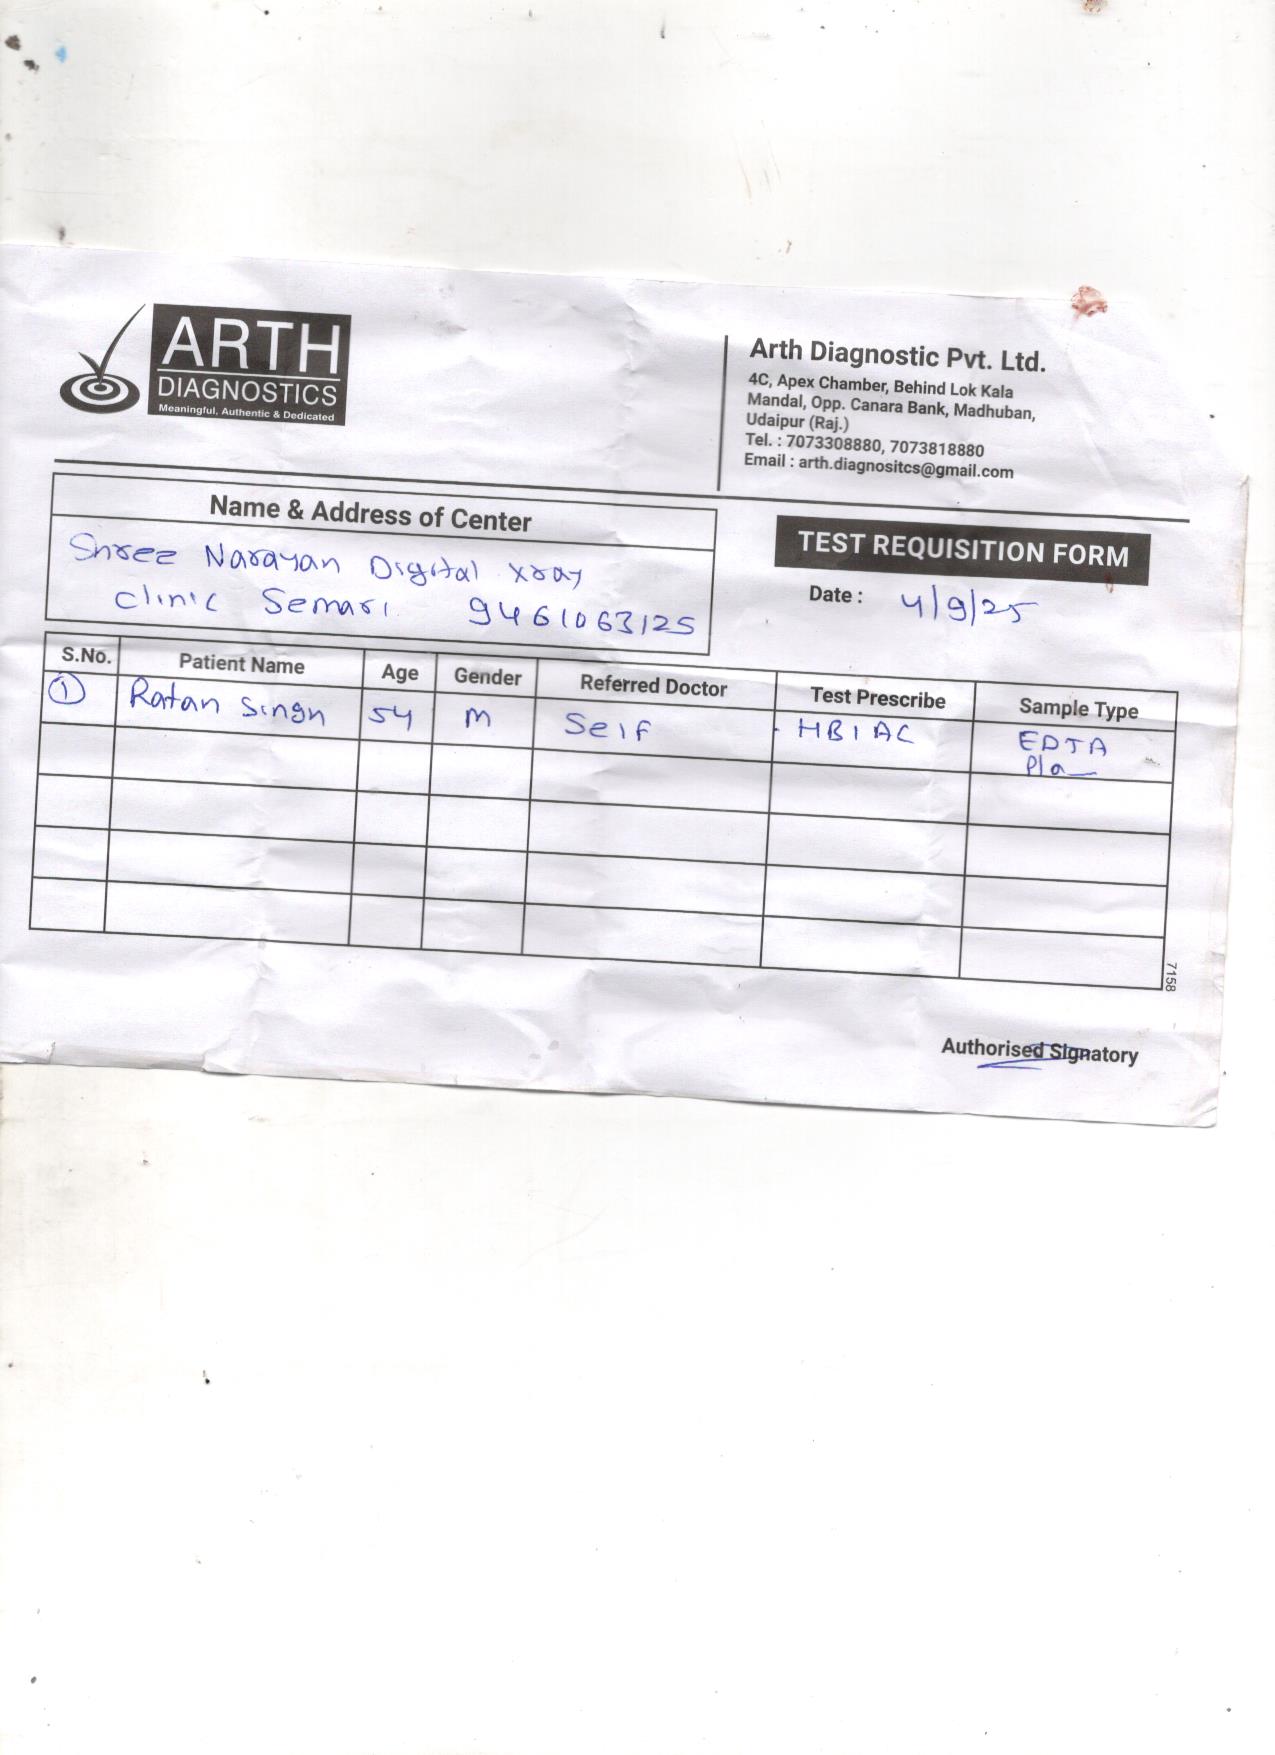 ARTH
DIAGNOSTICS
Meaningful, Authentic & Dedicated
Arth Diagnostic Pvt. Ltd.
4C, Apex Chamber, Behind Lok Kala
Mandal, Opp. Canara Bank, Madhuban,
Udaipur (Raj.)
Tel. : 7073308880, 7073818880
Email : arth.diagnositcs@gmail.com
Name & Address of Center
Shree Narayan Digital xray
clinic Semari. 9461063125
TEST REQUISITION FORM
Date : 4/9/25
S.No. Patient Name Age Gender Referred Doctor Test Prescribe Sample Type
1 Ratan Singh 54 M Self HB1AC EDTA
Pla
7158
Authorised Signatory